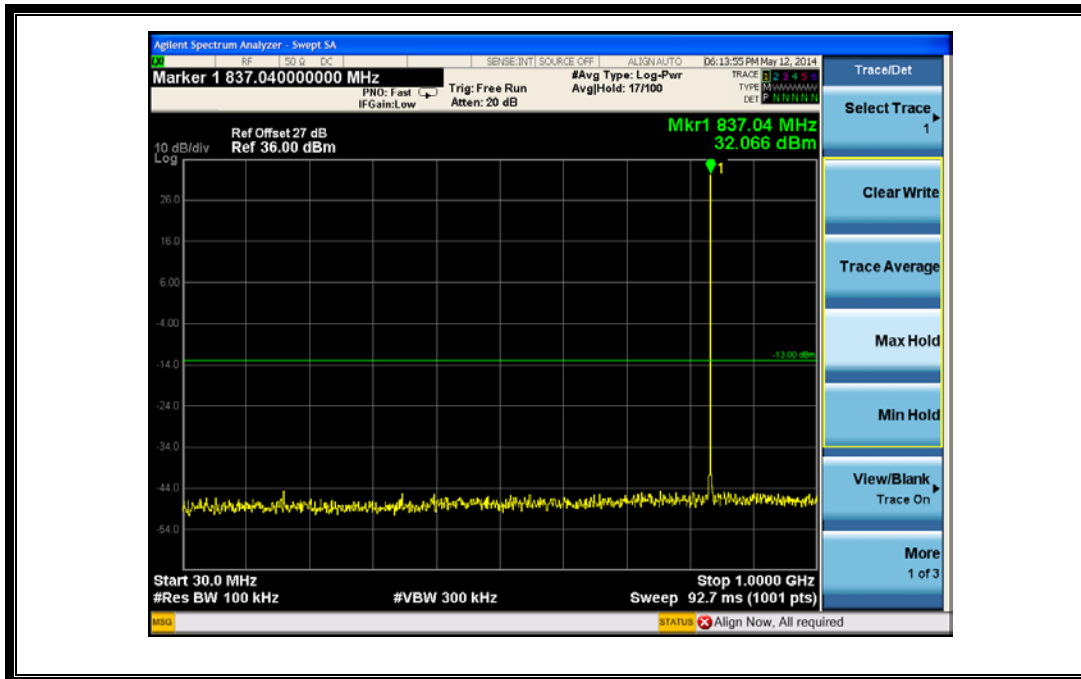 Agilent Spectrum Analyzer - Swept SA
RF 50 Ω DC SENSE:INT SOURCE OFF ALIGN AUTO 06:13:55 PM May 12, 2014
Marker 1 837.040000000 MHz
PNO: Fast
IFGain:Low
Trig: Free Run
Atten: 20 dB
#Avg Type: Log-Pwr
Avg|Hold: 17/100
TRACE 1 2 3 4 5 6
TYPE M
DET P N N N N N
Mkr1 837.04 MHz
32.066 dBm
Ref Offset 27 dB
10 dB/div Ref 36.00 dBm
Log
1
26.0
16.0
6.00
-4.00
-13.00 dBm
-14.0
-24.0
-34.0
-44.0
-54.0
Start 30.0 MHz Stop 1.0000 GHz
#Res BW 100 kHz #VBW 300 kHz Sweep 92.7 ms (1001 pts)
MSG STATUS Align Now, All required
Trace/Det
Select Trace
1
Clear Write
Trace Average
Max Hold
Min Hold
View/Blank
Trace On
More
1 of 3